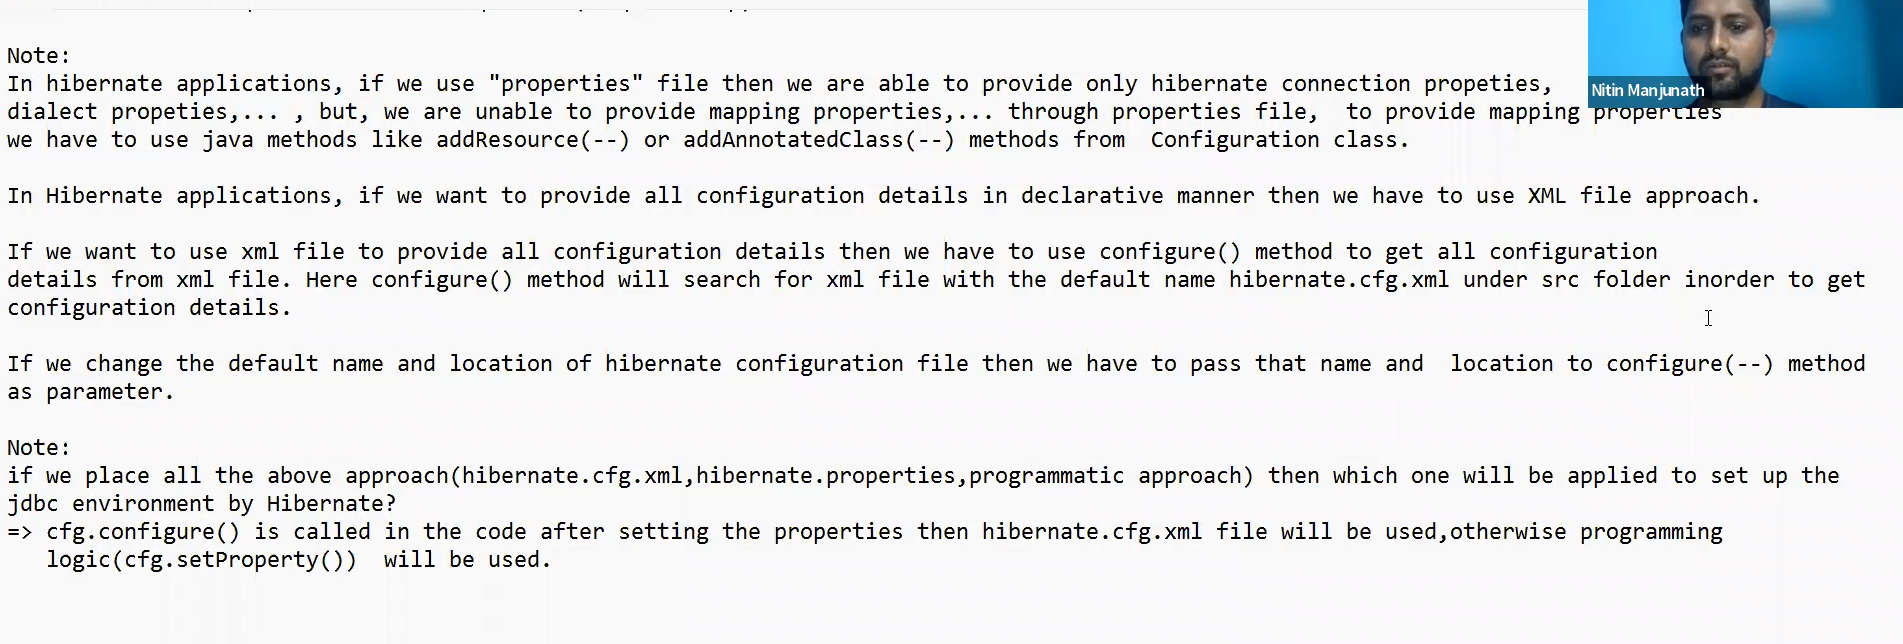 Note:
In hibernate applications, if we use "properties" file then we are able to provide only hibernate connection propeties,
dialect propeties,... , but, we are unable to provide mapping properties,... through properties file,  to provide mapping properties
we have to use java methods like addResource(--) or addAnnotatedClass(--) methods from  Configuration class.
In Hibernate applications, if we want to provide all configuration details in declarative manner then we have to use XML file approach.
If we want to use xml file to provide all configuration details then we have to use configure() method to get all configuration
details from xml file. Here configure() method will search for xml file with the default name hibernate.cfg.xml under src folder inorder to get
configuration details.
If we change the default name and location of hibernate configuration file then we have to pass that name and  location to configure(--) method
as parameter.
Note:
if we place all the above approach(hibernate.cfg.xml,hibernate.properties,programmatic approach) then which one will be applied to set up the
jdbc environment by Hibernate?
=> cfg.configure() is called in the code after setting the properties then hibernate.cfg.xml file will be used,otherwise programming
logic(cfg.setProperty())  will be used.
Nitin Manjunath